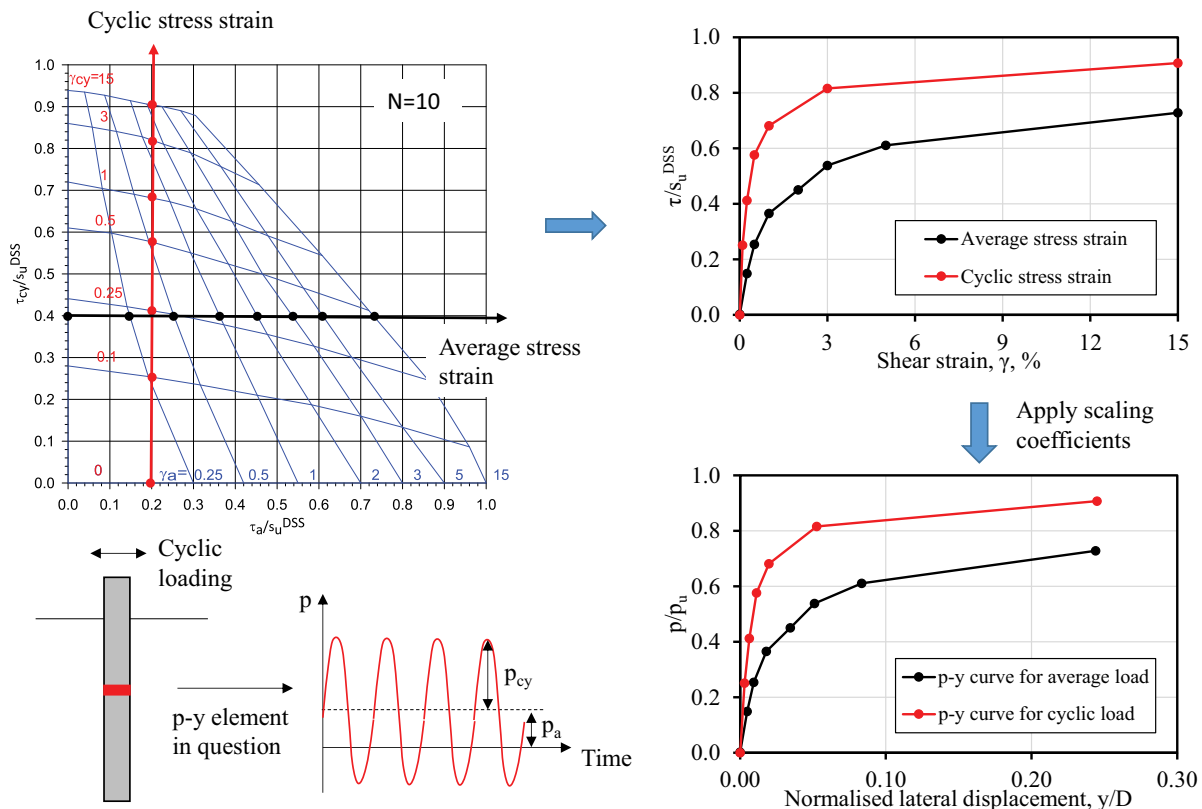 Cyclic stress strain
1.0
0.9
0.8
0.7
0.6
0.5
0.4
0.3
0.2
0.1
0.0
τcy/suDSS
γcy=15
3
1
0.5
0.25
0.1
0
N=10
Average stress
strain
γa= 0.25 0.5 1 2 3 5 15
0.0 0.1 0.2 0.3 0.4 0.5 0.6 0.7 0.8 0.9 1.0
τa/suDSS
1.0
0.8
0.6
0.4
0.2
0.0
τ/suDSS
Average stress strain
Cyclic stress strain
0 3 6 9 12 15
Shear strain, γ, %
Apply scaling
coefficients
Cyclic
loading
p-y element
in question
p
pcy
pa
Time
1.0
0.8
0.6
0.4
0.2
0.0
p/pu
p-y curve for average load
p-y curve for cyclic load
0.00 0.10 0.20 0.30
Normalised lateral displacement, y/D